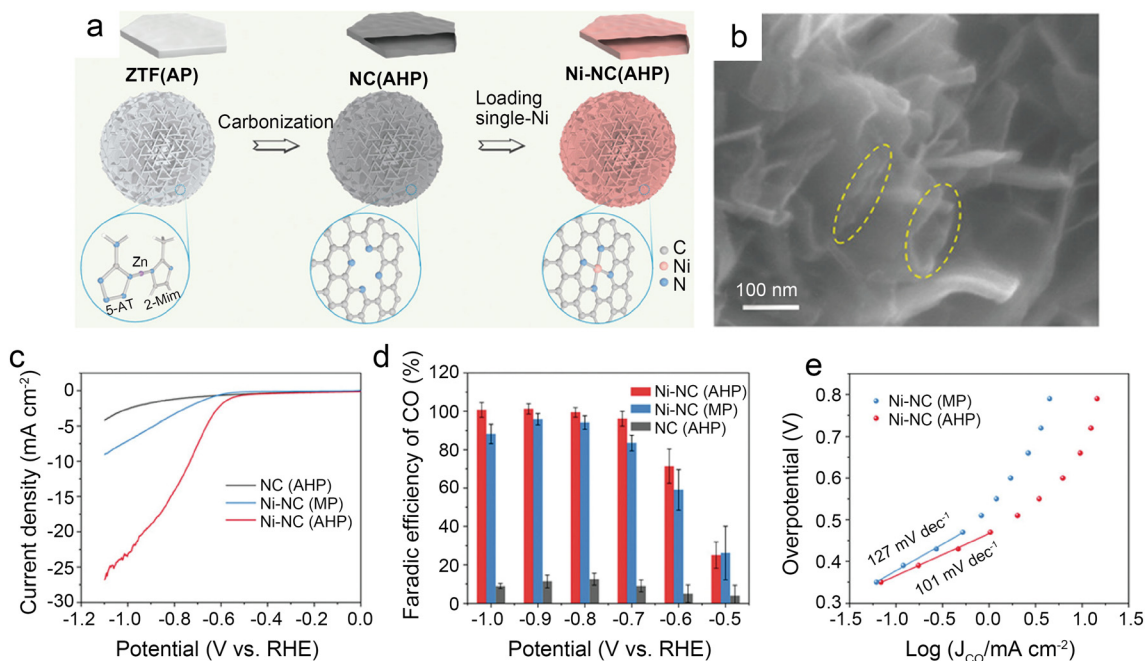 a
ZTF(AP)
NC(AHP)
Ni-NC(AHP)
Carbonization
Loading
single-Ni
Zn
5-AT
2-Mim
C
Ni
N
b
100 nm
c
Current density (mA cm⁻²)
0
-5
-10
-15
-20
-25
-30
NC (AHP)
Ni-NC (MP)
Ni-NC (AHP)
-1.2 -1.0 -0.8 -0.6 -0.4 -0.2 0.0
Potential (V vs. RHE)
d
Faradic efficiency of CO (%)
120
100
80
60
40
20
0
Ni-NC (AHP)
Ni-NC (MP)
NC (AHP)
-1.0 -0.9 -0.8 -0.7 -0.6 -0.5
Potential (V vs. RHE)
e
Overpotential (V)
0.8
0.7
0.6
0.5
0.4
0.3
Ni-NC (MP)
Ni-NC (AHP)
127 mV dec⁻¹
101 mV dec⁻¹
-1.5 -1.0 -0.5 0.0 0.5 1.0 1.5
Log (J_CO/mA cm⁻²)